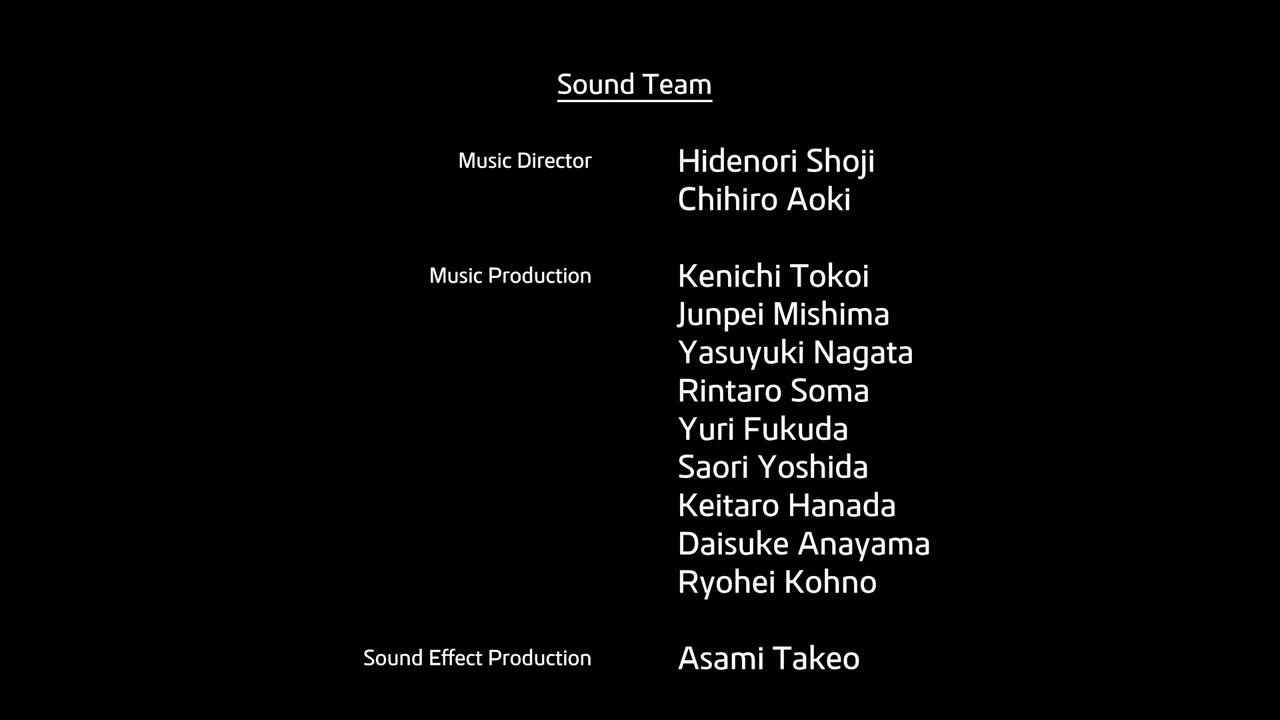 Sound Team
Music Director Hidenori Shoji
Chihiro Aoki
Music Production Kenichi Tokoi
Junpei Mishima
Yasuyuki Nagata
Rintaro Soma
Yuri Fukuda
Saori Yoshida
Keitaro Hanada
Daisuke Anayama
Ryohei Kohno
Sound Effect Production Asami Takeo